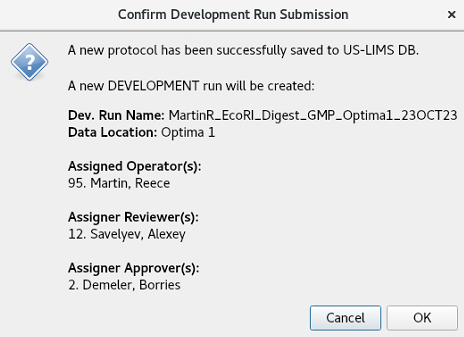 Confirm Development Run Submission
×
?
A new protocol has been successfully saved to US-LIMS DB.
A new DEVELOPMENT run will be created:
Dev. Run Name: MartinR_EcoRI_Digest_GMP_Optima1_23OCT23
Data Location: Optima 1
Assigned Operator(s):
95. Martin, Reece
Assigner Reviewer(s):
12. Savelyev, Alexey
Assigner Approver(s):
2. Demeler, Borries
Cancel
OK